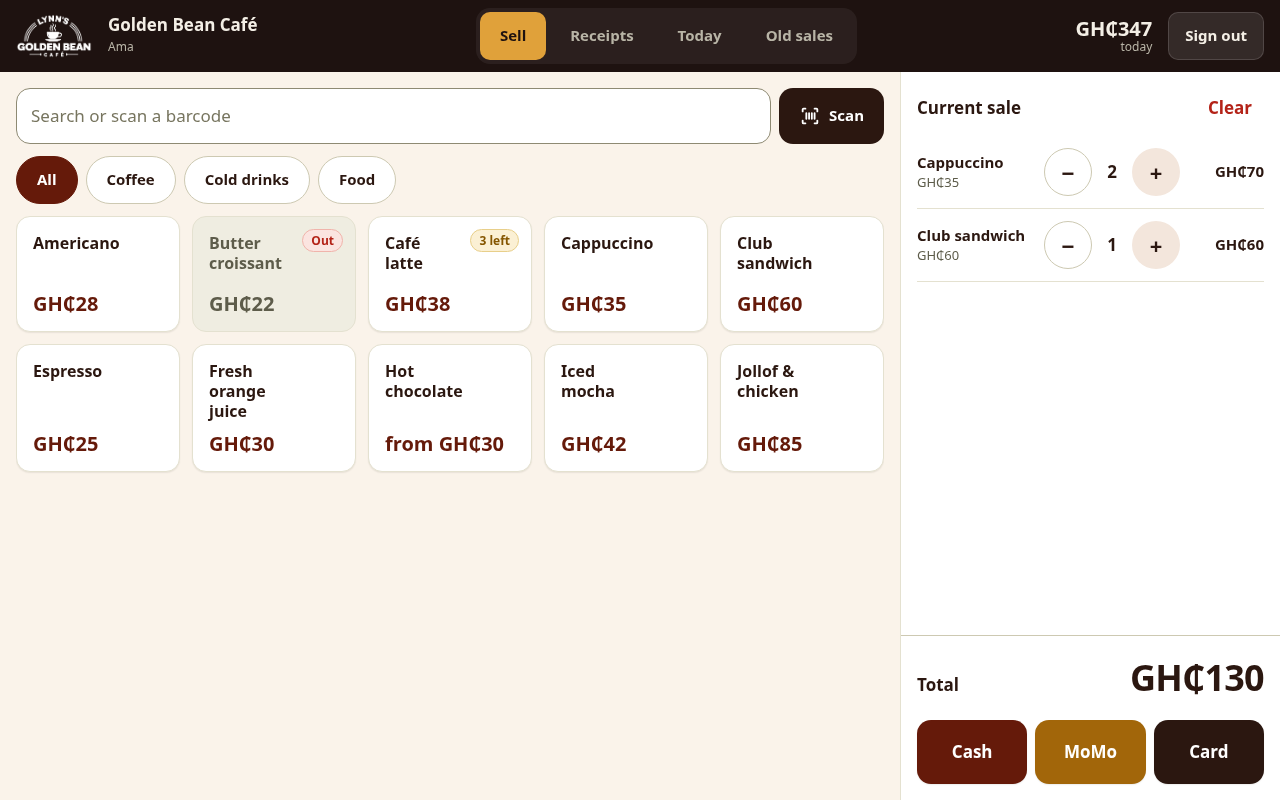 LYNN'S
GOLDEN BEAN
CAFÉ
Golden Bean Café
Ama
Sell
Receipts
Today
Old sales
GH₵347
today
Sign out
Search or scan a barcode
Scan
All
Coffee
Cold drinks
Food
Americano
GH₵28
Butter
croissant
Out
GH₵22
Café
latte
3 left
GH₵38
Cappuccino
GH₵35
Club
sandwich
GH₵60
Espresso
GH₵25
Fresh
orange
juice
GH₵30
Hot
chocolate
from GH₵30
Iced
mocha
GH₵42
Jollof &
chicken
GH₵85
Current sale
Clear
Cappuccino
GH₵35
− 2 +
GH₵70
Club sandwich
GH₵60
− 1 +
GH₵60
Total
GH₵130
Cash
MoMo
Card